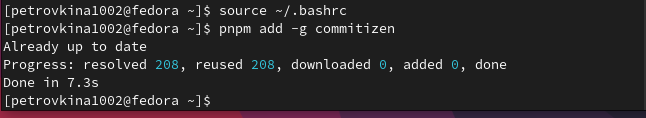 [petrovkina1002@fedora ~]$ source ~/.bashrc
[petrovkina1002@fedora ~]$ pnpm add -g commitizen
Already up to date
Progress: resolved 208, reused 208, downloaded 0, added 0, done
Done in 7.3s
[petrovkina1002@fedora ~]$